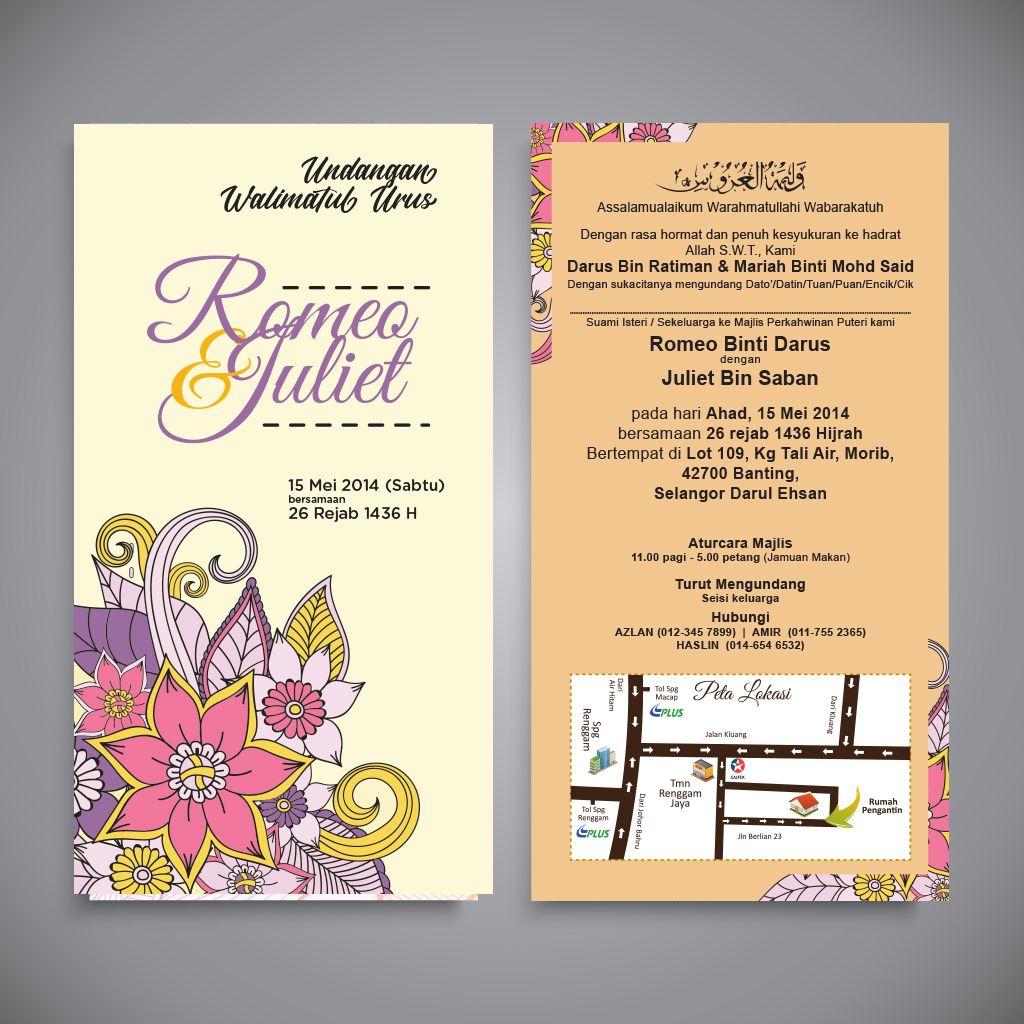 Undangan
Walimatub Urus
Romeo
& Juliet
15 Mei 2014 (Sabtu)
bersamaan
26 Rejab 1436 H
وَلِيمَةُ الْعُرُوسِ
Assalamualaikum Warahmatullahi Wabarakatuh
Dengan rasa hormat dan penuh kesyukuran ke hadrat
Allah S.W.T., Kami
Darus Bin Ratiman & Mariah Binti Mohd Said
Dengan sukacitanya mengundang Dato'/Datin/Tuan/Puan/Encik/Cik
Suami Isteri / Sekeluarga ke Majlis Perkahwinan Puteri kami
Romeo Binti Darus
dengan
Juliet Bin Saban
pada hari Ahad, 15 Mei 2014
bersamaan 26 rejab 1436 Hijrah
Bertempat di Lot 109, Kg Tali Air, Morib,
42700 Banting,
Selangor Darul Ehsan
Aturcara Majlis
11.00 pagi - 5.00 petang (Jamuan Makan)
Turut Mengundang
Seisi keluarga
Hubungi
AZLAN (012-345 7899) | AMIR (011-755 2365)
HASLIN (014-654 6532)
Peta Lokasi
Dari
Air Hitam
Tol Spg
Macap
PLUS
Dari Kluang
Spg
Renggam
Jalan Kluang
CALTEX
Tmn
Renggam
Jaya
Rumah
Pengantin
Tol Spg
Renggam
PLUS
Dari Johor Bahru
Jln Berlian 23